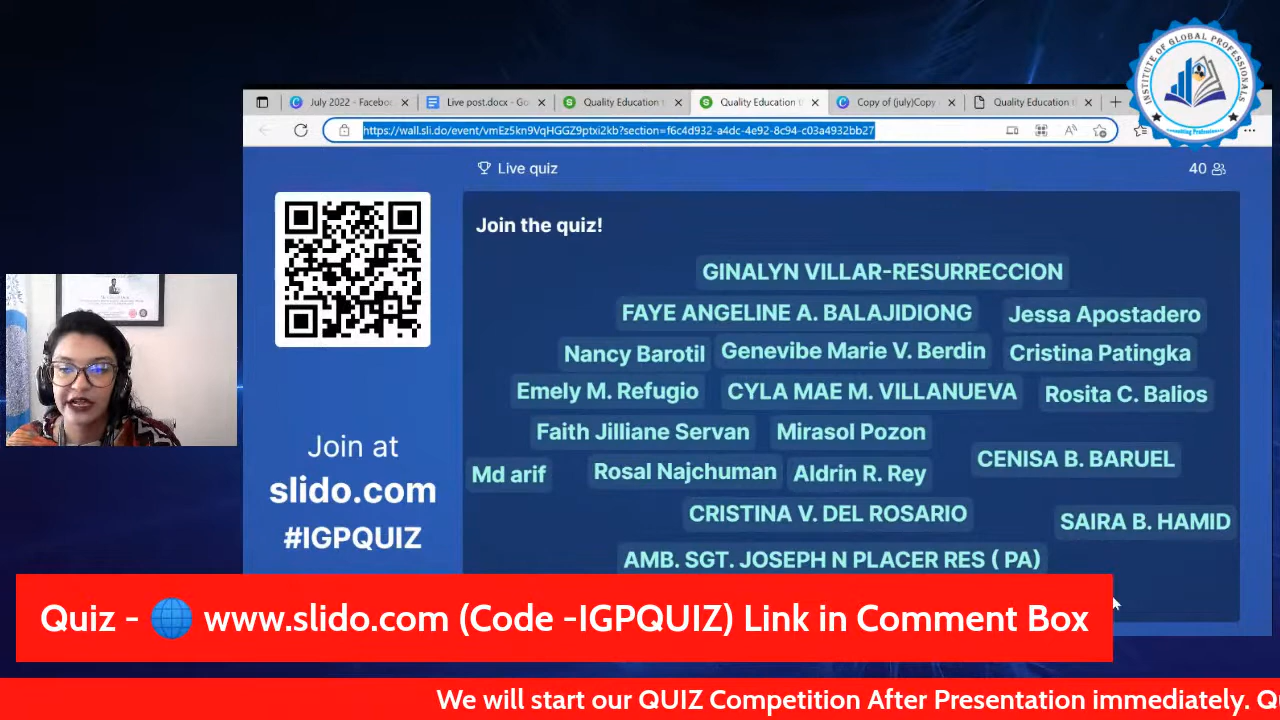 INSTITUTE OF GLOBAL PROFESSIONALS
Consulting Professionals
July 2022 - Faceboo
Live post.docx - Go
Quality Education
Quality Education t
Copy of (july)Copy
Quality Education t
https://wall.sli.do/event/vmEz5kn9VqHGGZ9ptxi2kb?section=f6c4d932-a4dc-4e92-8c94-c03a4932bb27
Live quiz
40
Join the quiz!
GINALYN VILLAR-RESURRECCION
FAYE ANGELINE A. BALAJIDIONG
Jessa Apostadero
Nancy Barotil
Genevibe Marie V. Berdin
Cristina Patingka
Emely M. Refugio
CYLA MAE M. VILLANUEVA
Rosita C. Balios
Faith Jilliane Servan
Mirasol Pozon
CENISA B. BARUEL
Md arif
Rosal Najchuman
Aldrin R. Rey
CRISTINA V. DEL ROSARIO
SAIRA B. HAMID
AMB. SGT. JOSEPH N PLACER RES ( PA)
Join at
slido.com
#IGPQUIZ
Quiz - 🌐 www.slido.com (Code -IGPQUIZ) Link in Comment Box
We will start our QUIZ Competition After Presentation immediately. Q